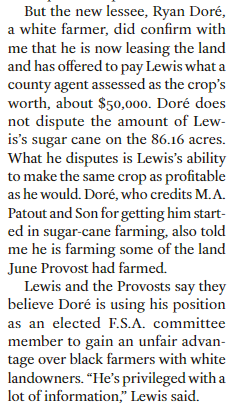 But the new lessee, Ryan Doré,
a white farmer, did confirm with
me that he is now leasing the land
and has offered to pay Lewis what a
county agent assessed as the crop's
worth, about $50,000. Doré does
not dispute the amount of Lew-
is's sugar cane on the 86.16 acres.
What he disputes is Lewis's ability
to make the same crop as profitable
as he would. Doré, who credits M.A.
Patout and Son for getting him start-
ed in sugar-cane farming, also told
me he is farming some of the land
June Provost had farmed.
Lewis and the Provosts say they
believe Doré is using his position
as an elected F.S.A. committee
member to gain an unfair advan-
tage over black farmers with white
landowners. “He's privileged with a
lot of information,” Lewis said.